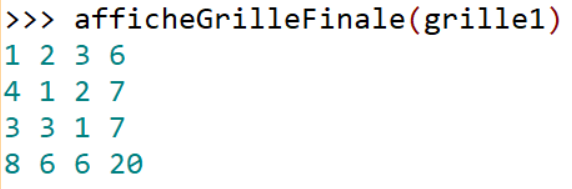 >>> afficheGrilleFinale(grille1)
1 2 3 6
4 1 2 7
3 3 1 7
8 6 6 20